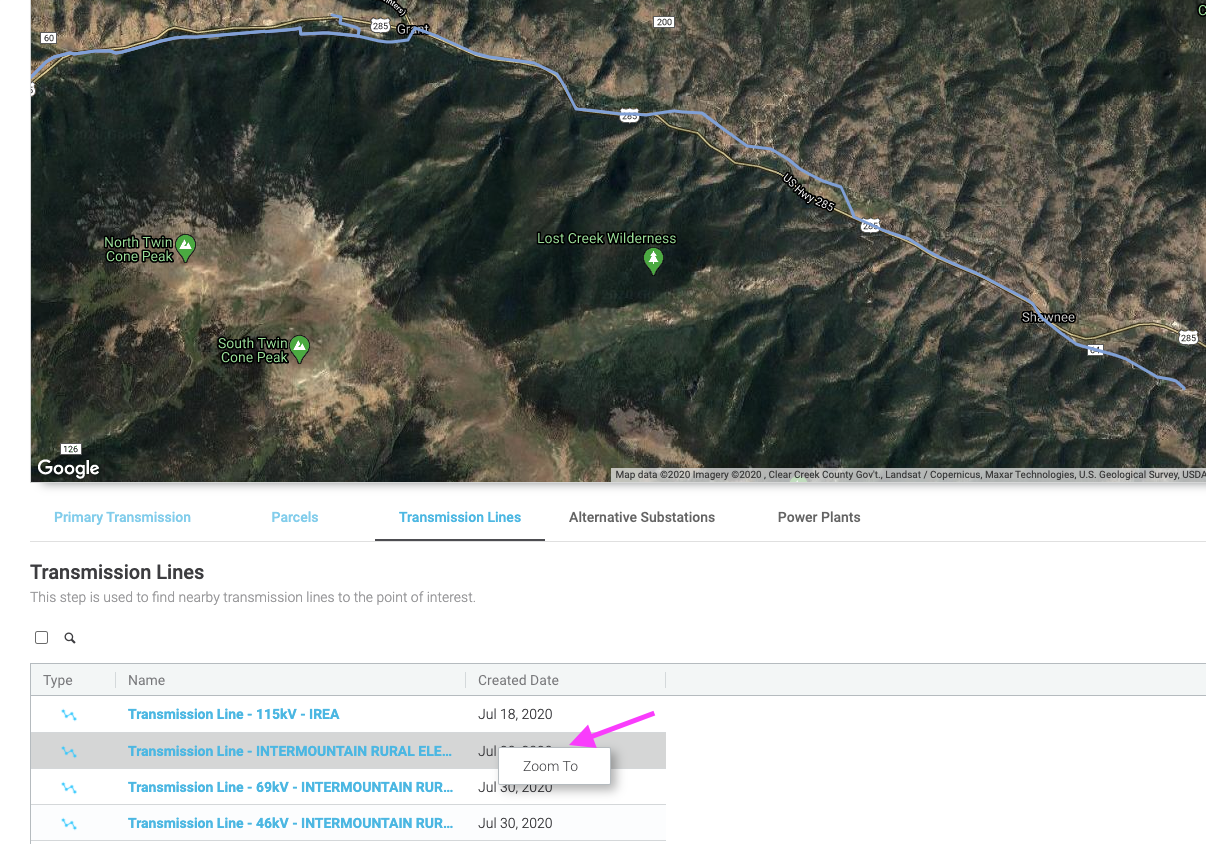 60
285
Grant
200
285
US Hwy-285
North Twin
Cone Peak
Lost Creek Wilderness
285
Shawnee
285
South Twin
Cone Peak
64
126
Google
Map data ©2020 Imagery ©2020 , Clear Creek County Gov't., Landsat / Copernicus, Maxar Technologies, U.S. Geological Survey, USDA
Primary Transmission
Parcels
Transmission Lines
Alternative Substations
Power Plants
Transmission Lines
This step is used to find nearby transmission lines to the point of interest.
Type
Name
Created Date
Transmission Line - 115kV - IREA
Jul 18, 2020
Transmission Line - INTERMOUNTAIN RURAL ELE...
Jul
Zoom To
Transmission Line - 69kV - INTERMOUNTAIN RUR...
Jul 30, 2020
Transmission Line - 46kV - INTERMOUNTAIN RUR...
Jul 30, 2020